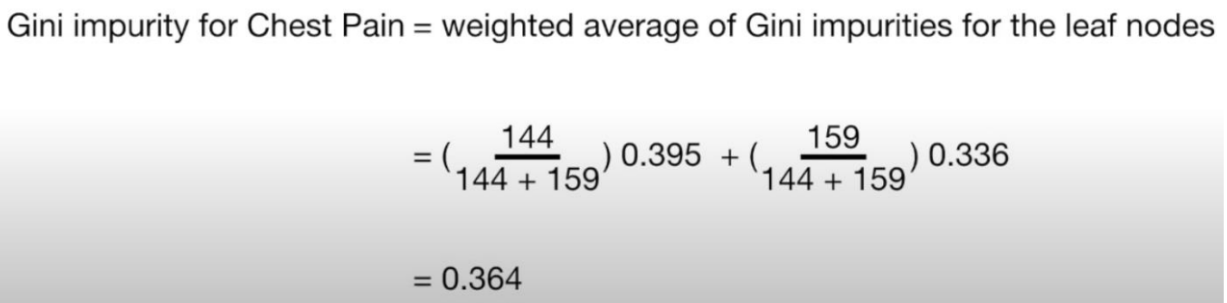 Gini impurity for Chest Pain = weighted average of Gini impurities for the leaf nodes
= ( 144 / 144 + 159 ) 0.395 + ( 159 / 144 + 159 ) 0.336
= 0.364